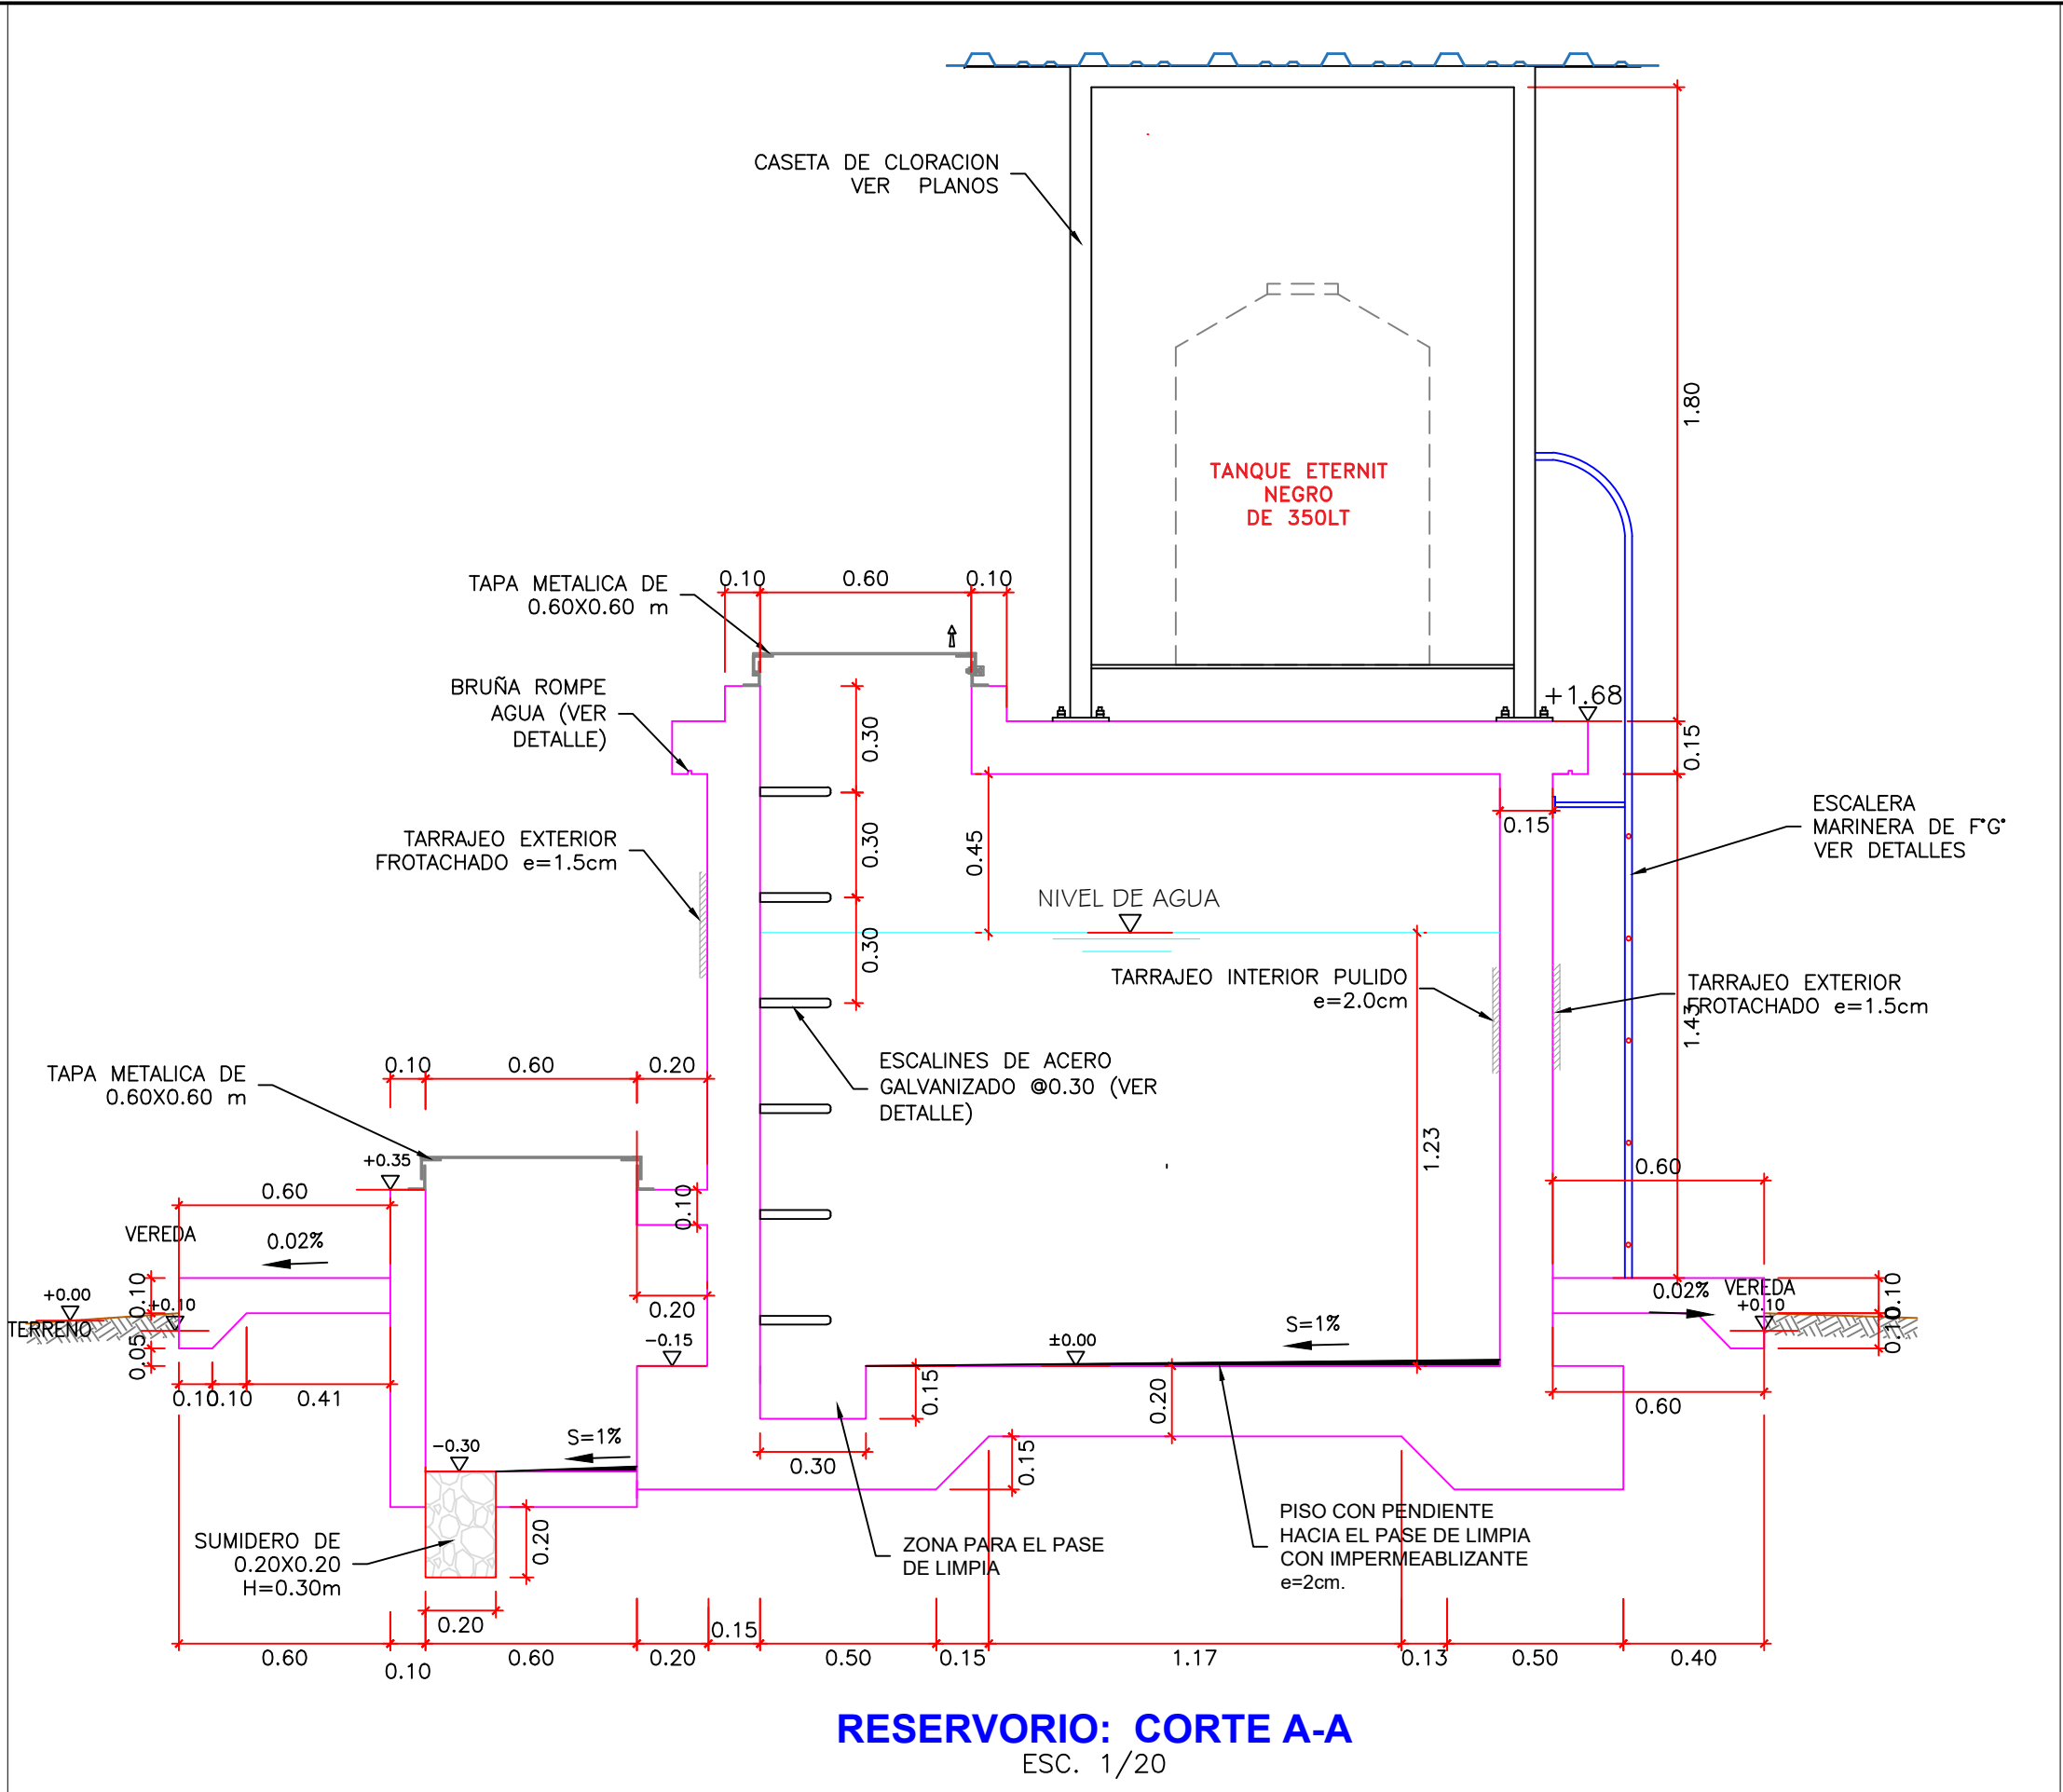 CASETA DE CLORACION
VER PLANOS
1.80
TANQUE ETERNIT
NEGRO
DE 350LT
TAPA METALICA DE
0.60X0.60 m
0.10
0.60
0.10
BRUÑA ROMPE
AGUA (VER
DETALLE)
+1.68
0.30
0.15
TARRAJEO EXTERIOR
FROTACHADO e=1.5cm
0.30
0.45
0.15
ESCALERA
MARINERA DE F°G°
VER DETALLES
NIVEL DE AGUA
0.30
TARRAJEO INTERIOR PULIDO
e=2.0cm
TARRAJEO EXTERIOR
FROTACHADO e=1.5cm
1.43
TAPA METALICA DE
0.60X0.60 m
0.10
0.60
0.20
ESCALINES DE ACERO
GALVANIZADO @0.30 (VER
DETALLE)
1.23
+0.35
0.60
0.60
0.10
VEREDA
0.02%
0.10
+0.00
+0.10
TERREÑO
0.05
0.20
-0.15
±0.00
S=1%
0.02%
VEREDA
+0.10
0.10
0.10
0.10
0.10
0.41
0.15
0.20
0.60
-0.30
S=1%
0.30
0.15
SUMIDERO DE
0.20X0.20
H=0.30m
0.20
ZONA PARA EL PASE
DE LIMPIA
PISO CON PENDIENTE
HACIA EL PASE DE LIMPIA
CON IMPERMEABLIZANTE
e=2cm.
0.20
0.60
0.10
0.60
0.20
0.15
0.50
0.15
1.17
0.13
0.50
0.40
RESERVORIO: CORTE A-A
ESC. 1/20